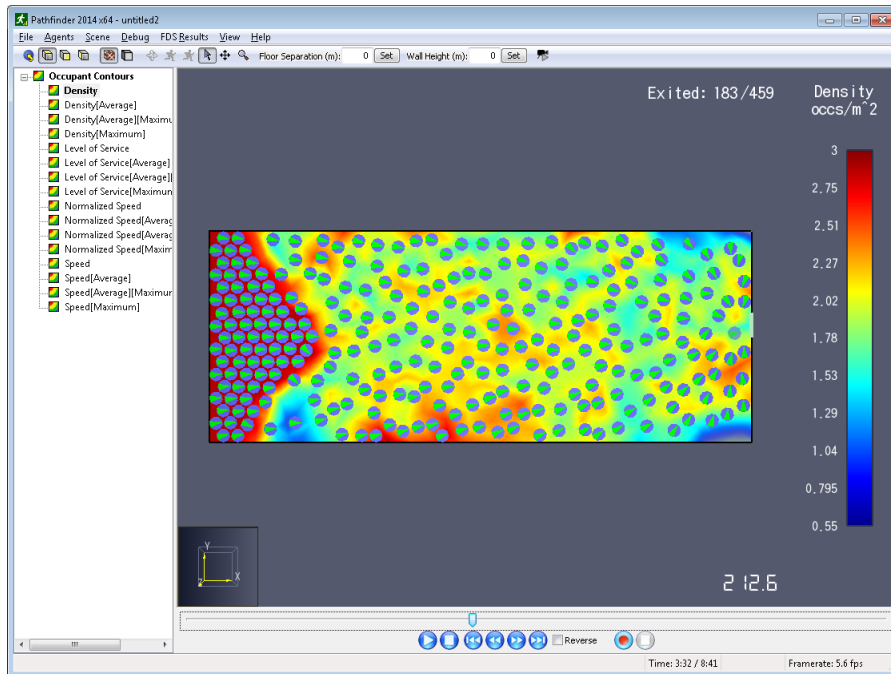 Pathfinder 2014 x64 - untitled2
File Agents Scene Debug FDS Results View Help
Floor Separation (m): 0 Set Wall Height (m): 0 Set
Occupant Contours
Density
Density[Average]
Density[Average][Maximu
Density[Maximum]
Level of Service
Level of Service[Average]
Level of Service[Average][
Level of Service[Maximun
Normalized Speed
Normalized Speed[Averag
Normalized Speed[Averag
Normalized Speed[Maxim
Speed
Speed[Average]
Speed[Average][Maximur
Speed[Maximum]
Exited: 183/459
Density
occs/m^2
3
2.75
2.51
2.27
2.02
1.78
1.53
1.29
1.04
0.795
0.55
Y
X
Z
212.6
Reverse
Time: 3:32 / 8:41
Framerate: 5.6 fps